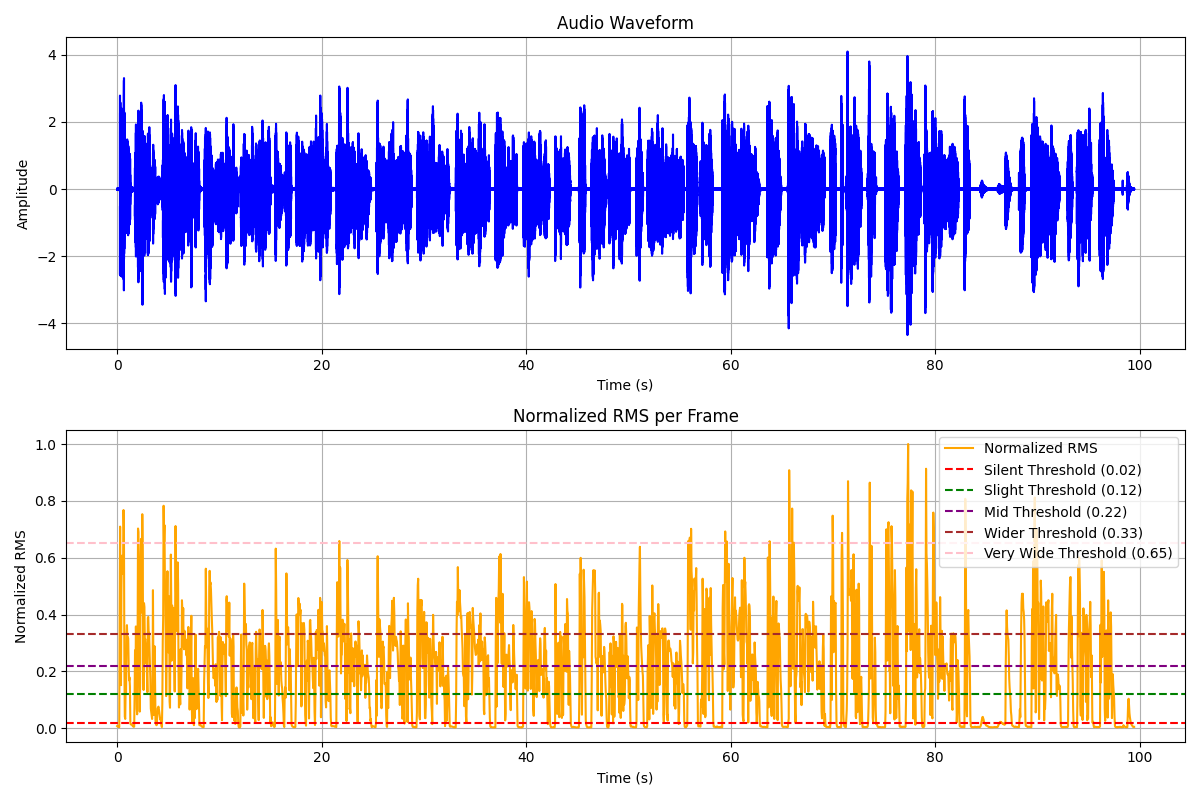 Audio Waveform
4
2
0
−2
−4
Amplitude
0 20 40 60 80 100
Time (s)
Normalized RMS per Frame
1.0
0.8
0.6
0.4
0.2
0.0
Normalized RMS
Normalized RMS
Silent Threshold (0.02)
Slight Threshold (0.12)
Mid Threshold (0.22)
Wider Threshold (0.33)
Very Wide Threshold (0.65)
0 20 40 60 80 100
Time (s)